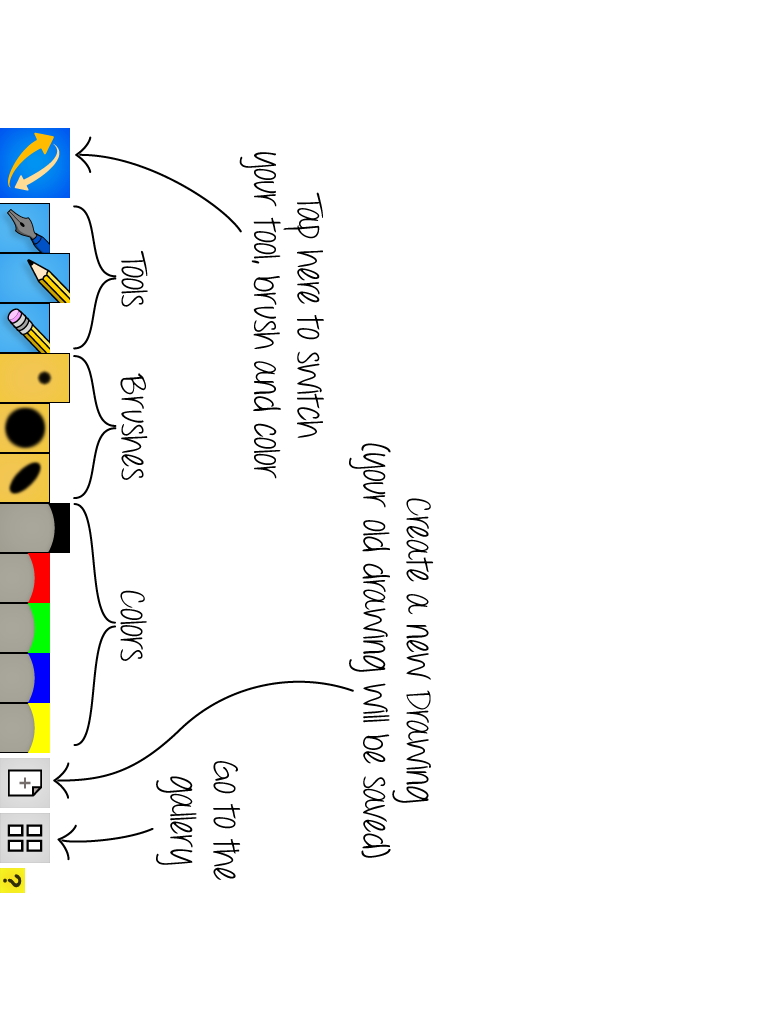 Create a new Drawing
(your old drawing will be saved)
Tap here to switch
your tool, brush and color
Go to the
gallery
Tools
Brushes
Colors
?